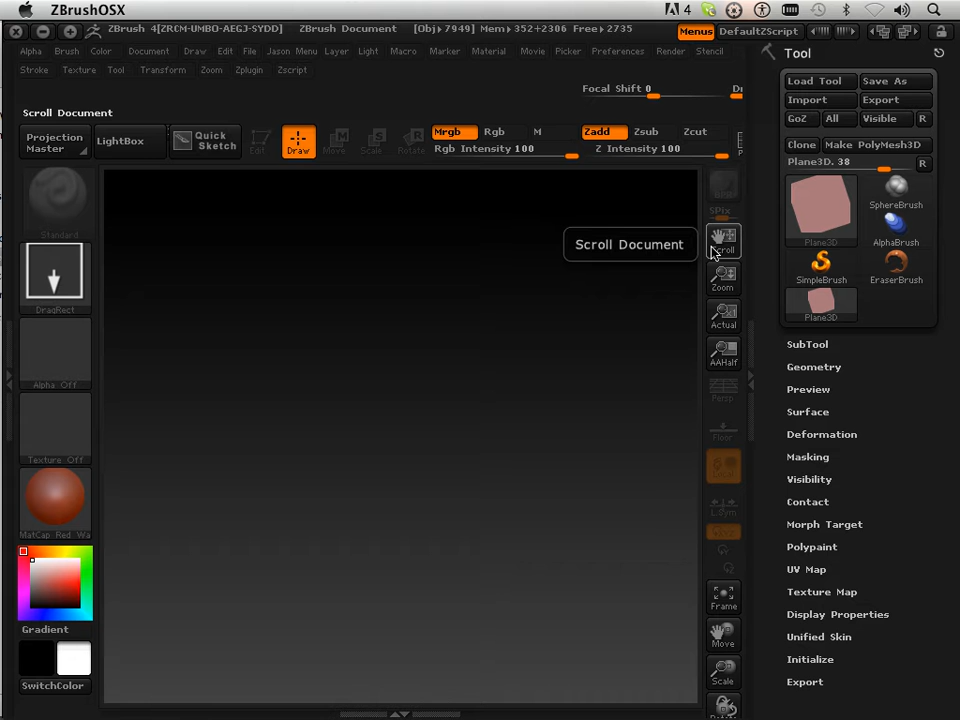 ZBrushOSX
4
ZBrush 4[ZRCM-UMBO-AEGJ-SYDD] ZBrush Document [Obj▸7949] Mem▸352+2306 Free▸2735
Menus DefaultZScript
Alpha Brush Color Document Draw Edit File Jason Menu Layer Light Macro Marker Material Movie Picker Preferences Render Stencil
Stroke Texture Tool Transform Zoom Zplugin Zscript
Focal Shift 0
Scroll Document
Projection Master
LightBox
Quick Sketch
Edit
Draw
Move
Scale
Rotate
Mrgb Rgb M
Rgb Intensity 100
Zadd Zsub Zcut
Z Intensity 100
Standard
DragRect
Alpha Off
Texture Off
MatCap Red Wa
Gradient
SwitchColor
Scroll Document
SPix
Scroll
Zoom
Actual
AAHalf
Persp
Floor
Local
L.Sym
Frame
Move
Scale
Tool
Load Tool Save As
Import Export
GoZ All Visible R
Clone Make PolyMesh3D
Plane3D. 38 R
Plane3D
SphereBrush
AlphaBrush
SimpleBrush EraserBrush
Plane3D
SubTool
Geometry
Preview
Surface
Deformation
Masking
Visibility
Contact
Morph Target
Polypaint
UV Map
Texture Map
Display Properties
Unified Skin
Initialize
Export